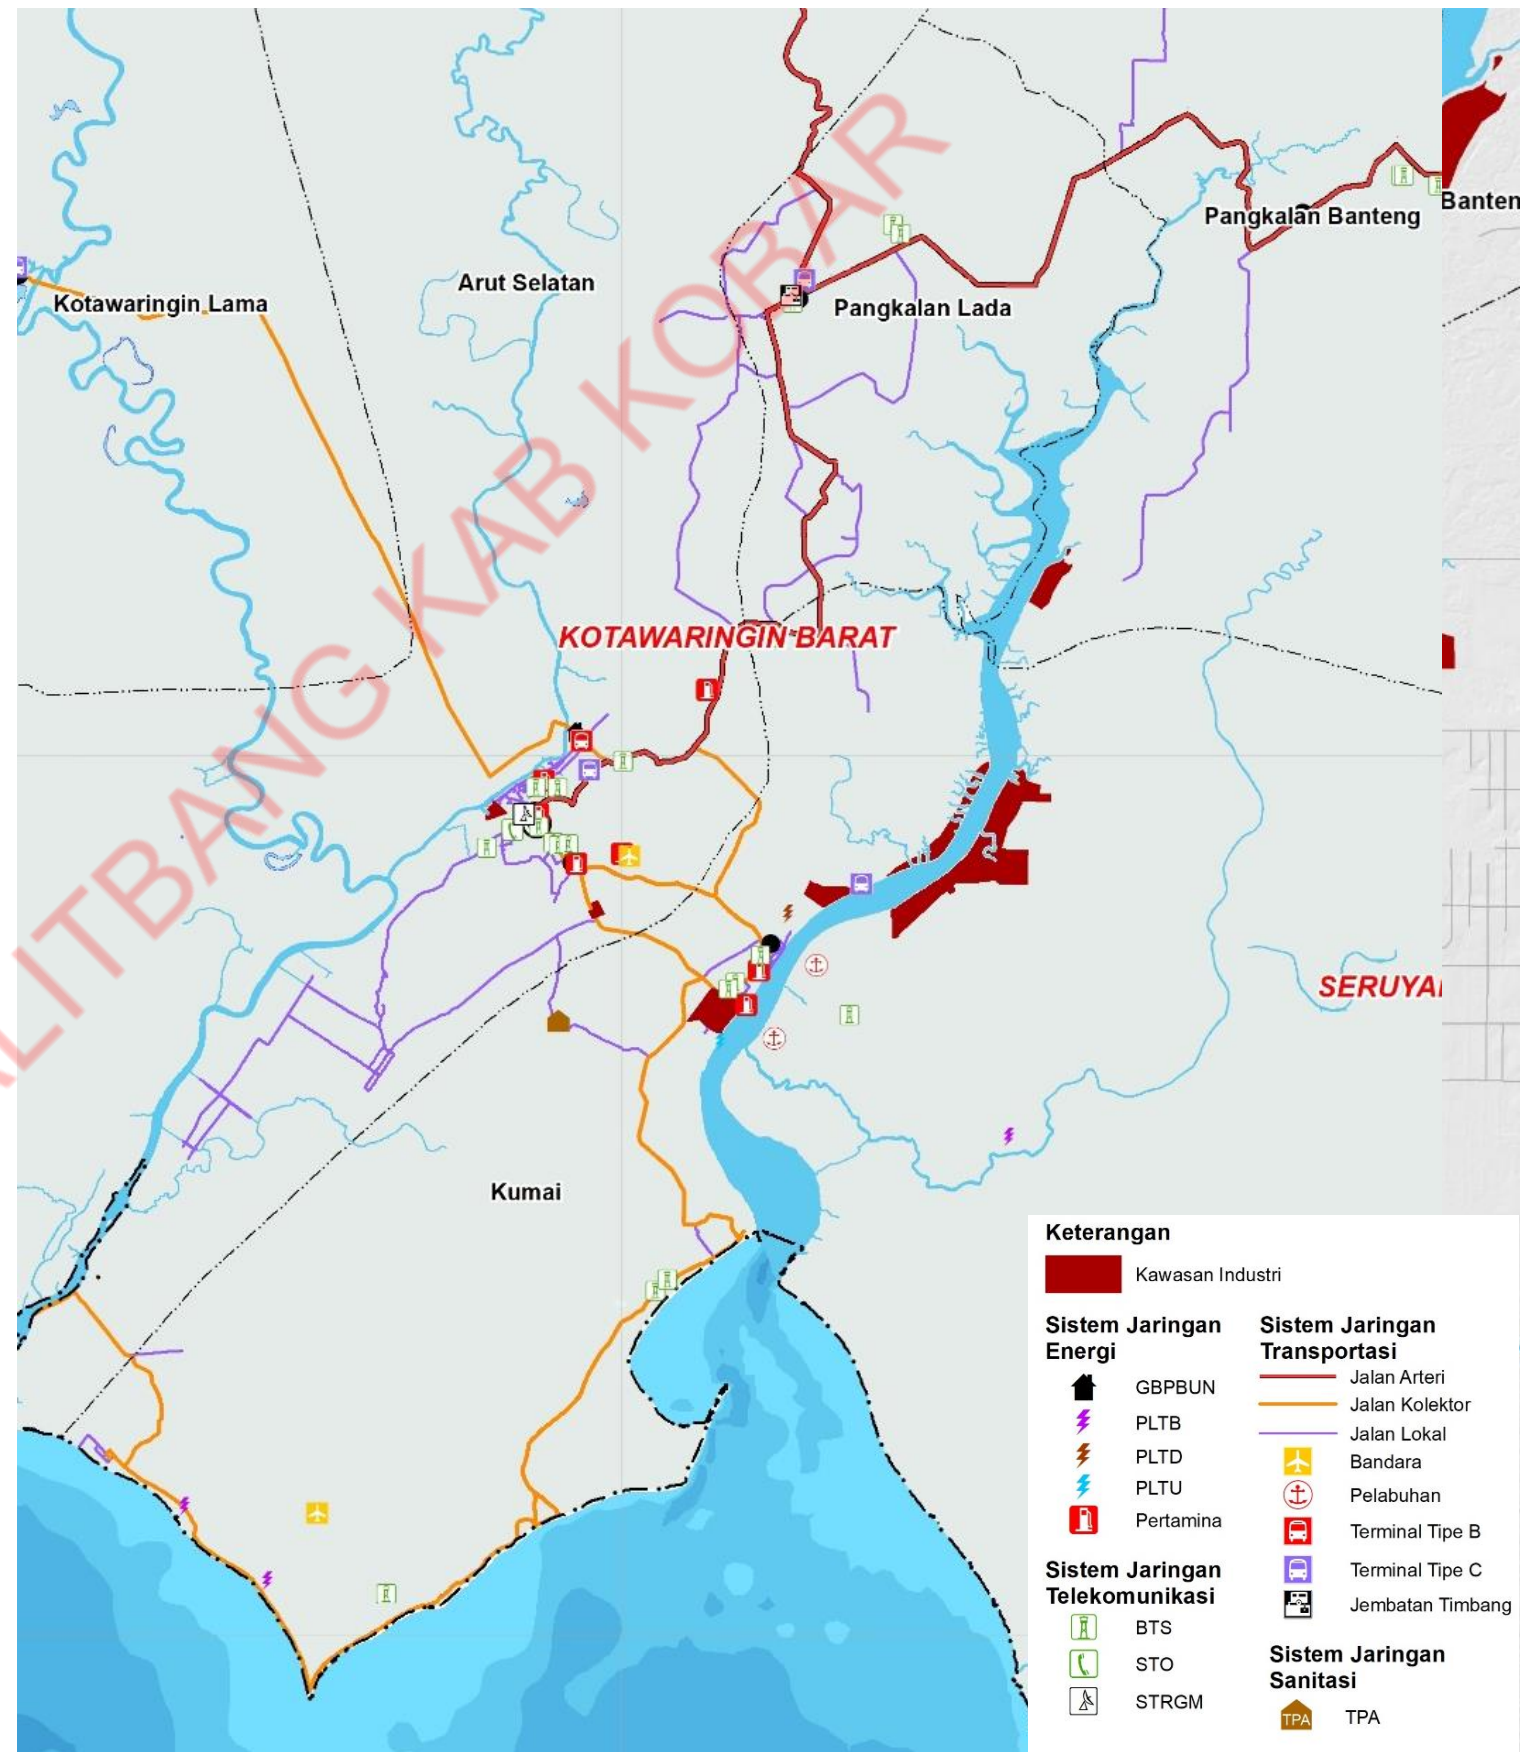 Banten
Pangkalan Banteng
Arut Selatan
Kotawaringin Lama
Pangkalan Lada
KOTAWARINGIN BARAT
SERUYA
Kumai
LITBANG KAB KOBAR
Keterangan
Kawasan Industri
Sistem Jaringan
Energi
GBPBUN
PLTB
PLTD
PLTU
Pertamina
Sistem Jaringan
Telekomunikasi
BTS
STO
STRGM
Sistem Jaringan
Transportasi
Jalan Arteri
Jalan Kolektor
Jalan Lokal
Bandara
Pelabuhan
Terminal Tipe B
Terminal Tipe C
Jembatan Timbang
Sistem Jaringan
Sanitasi
TPA TPA